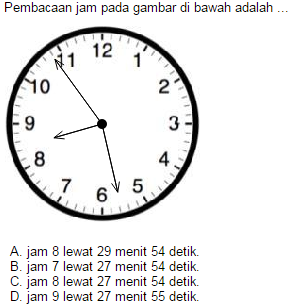 Pembacaan jam pada gambar di bawah adalah ...
12
11
1
10
2
9
3
8
4
7
5
6
A. jam 8 lewat 29 menit 54 detik.
B. jam 7 lewat 27 menit 54 detik.
C. jam 8 lewat 27 menit 54 detik.
D. jam 9 lewat 27 menit 55 detik.